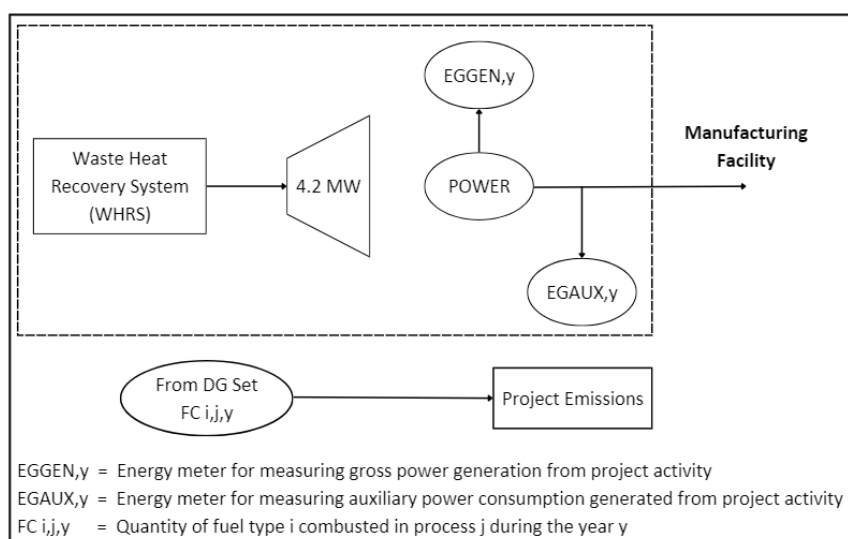 EGGEN,y
Waste Heat
Recovery System
(WHRS)
4.2 MW
POWER
Manufacturing
Facility
EGAUX,y
From DG Set
FC i,j,y
Project Emissions
EGGEN,y = Energy meter for measuring gross power generation from project activity
EGAUX,y = Energy meter for measuring auxiliary power consumption generated from project activity
FC i,j,y = Quantity of fuel type i combusted in process j during the year y